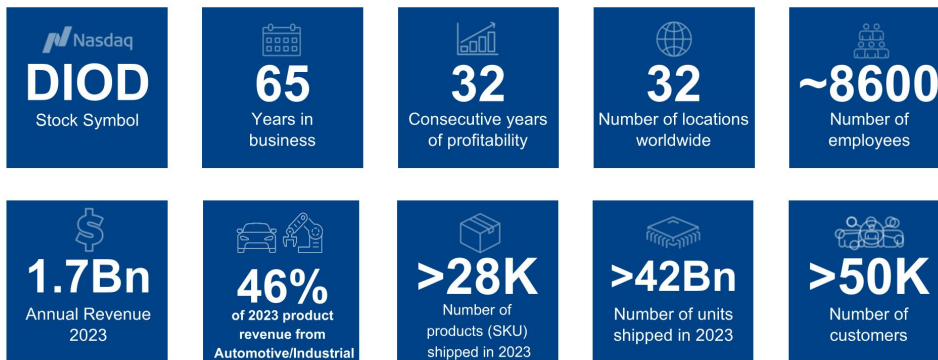 Nasdaq
DIOD
Stock Symbol
65
Years in
business
32
Consecutive years
of profitability
32
Number of locations
worldwide
~8600
Number of
employees
1.7Bn
Annual Revenue
2023
46%
of 2023 product
revenue from
Automotive/Industrial
>28K
Number of
products (SKU)
shipped in 2023
>42Bn
Number of units
shipped in 2023
>50K
Number of
customers